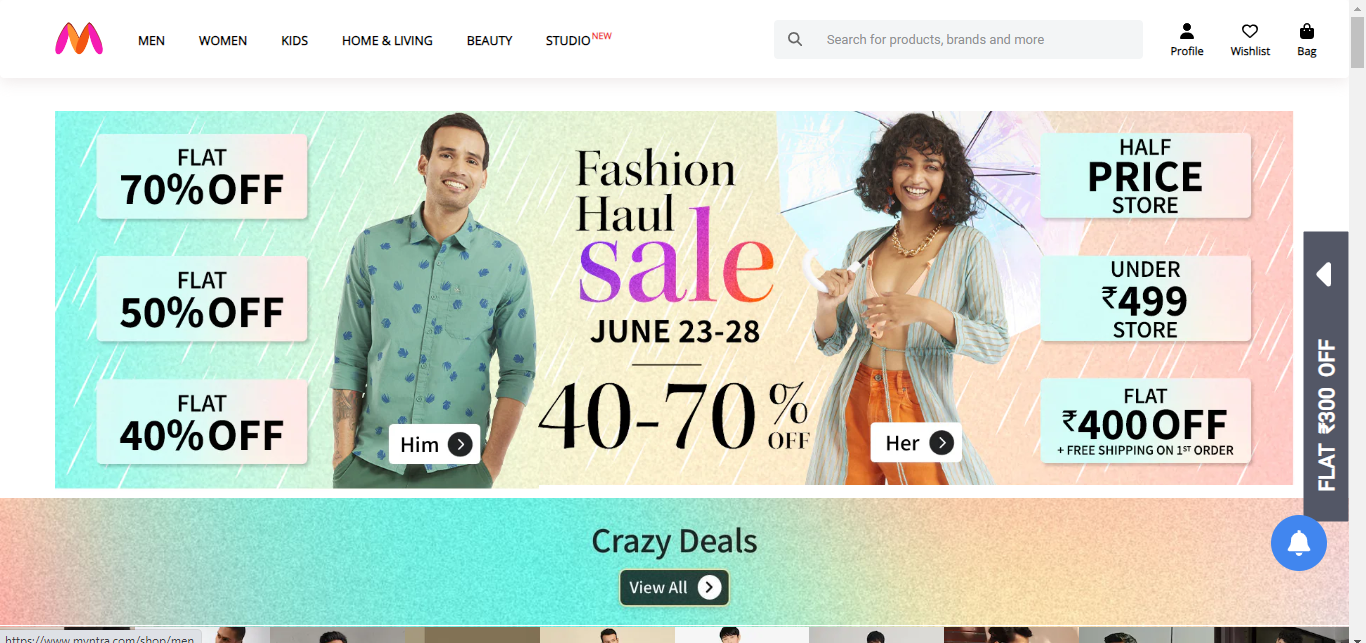 MEN
WOMEN
KIDS
HOME & LIVING
BEAUTY
STUDIO NEW
Search for products, brands and more
Profile
Wishlist
Bag
FLAT
70% OFF
FLAT
50% OFF
FLAT
40% OFF
Him
Fashion
Haul
sale
JUNE 23-28
40-70% OFF
Her
HALF
PRICE
STORE
UNDER
₹499
STORE
FLAT
₹400 OFF
+ FREE SHIPPING ON 1ST ORDER
FLAT ₹300 OFF
Crazy Deals
View All
https://www.myntra.com/shop/men